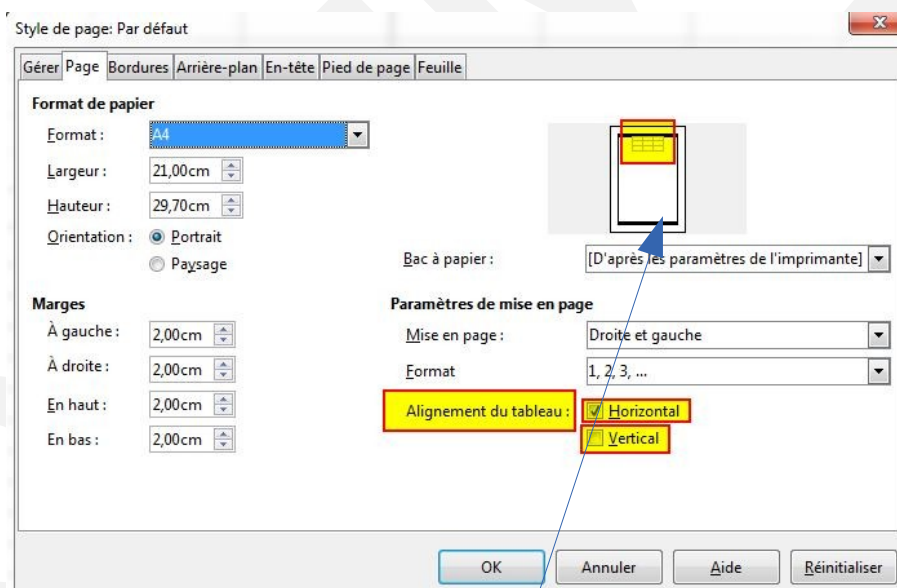 Style de page: Par défaut
Gérer Page Bordures Arrière-plan En-tête Pied de page Feuille
Format de papier
Format : A4
Largeur : 21,00cm
Hauteur : 29,70cm
Orientation : Portrait
Paysage
Bac à papier : [D'après les paramètres de l'imprimante]
Marges
À gauche : 2,00cm
À droite : 2,00cm
En haut : 2,00cm
En bas : 2,00cm
Paramètres de mise en page
Mise en page : Droite et gauche
Format 1, 2, 3, ...
Alignement du tableau : Horizontal
Vertical
OK Annuler Aide Réinitialiser